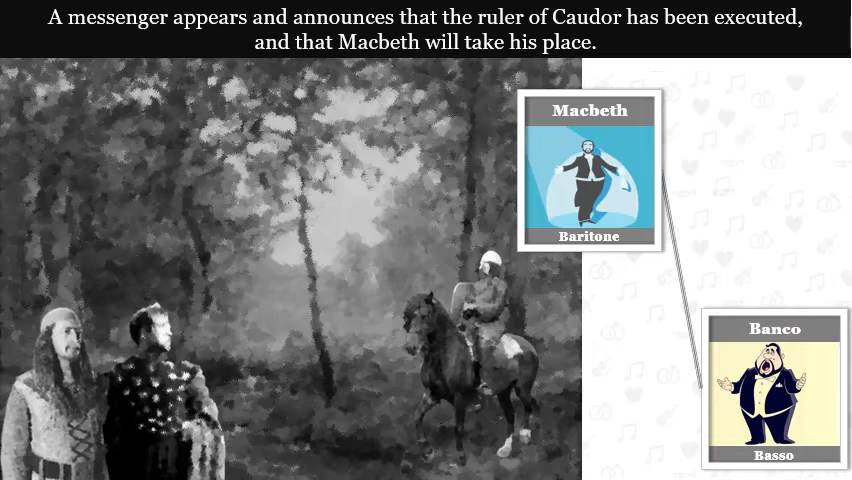 A messenger appears and announces that the ruler of Caudor has been executed,
and that Macbeth will take his place.
Macbeth
Baritone
Banco
Basso